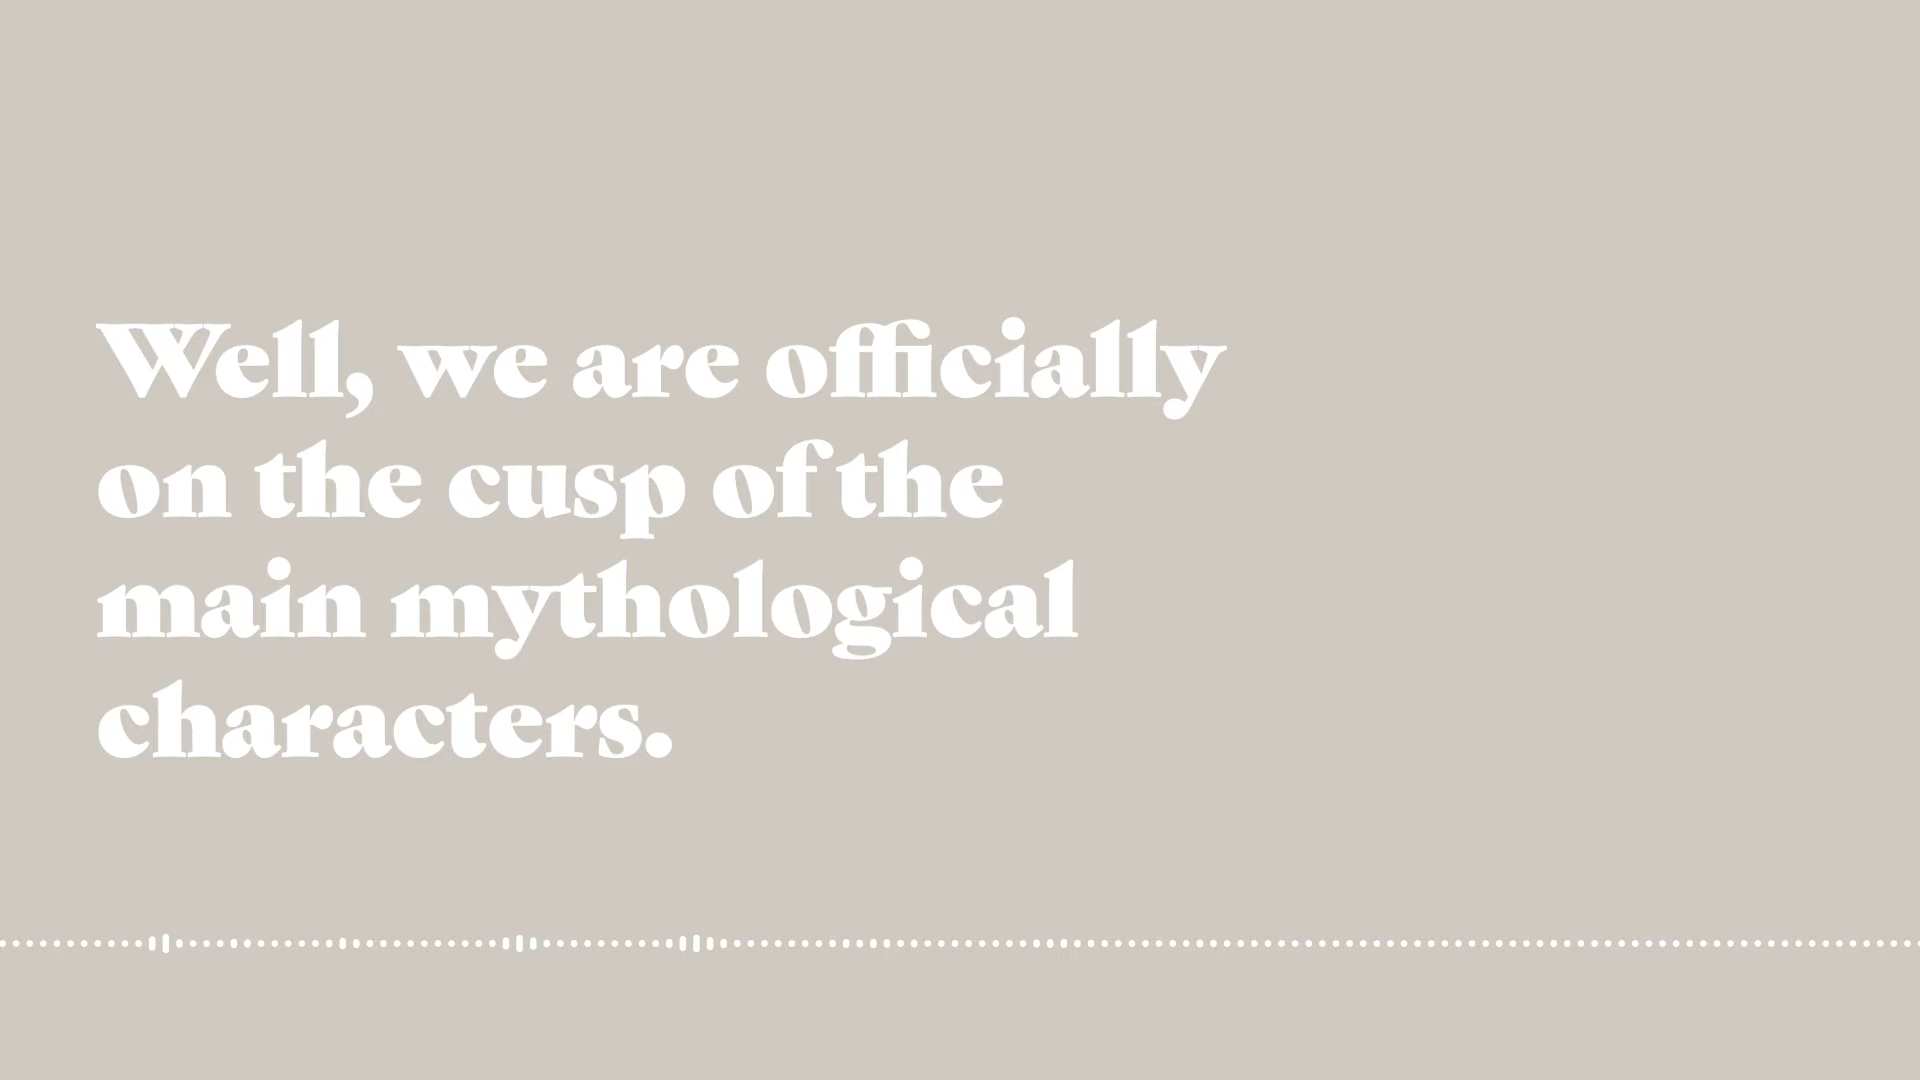 Well, we are officially
on the cusp of the
main mythological
characters.